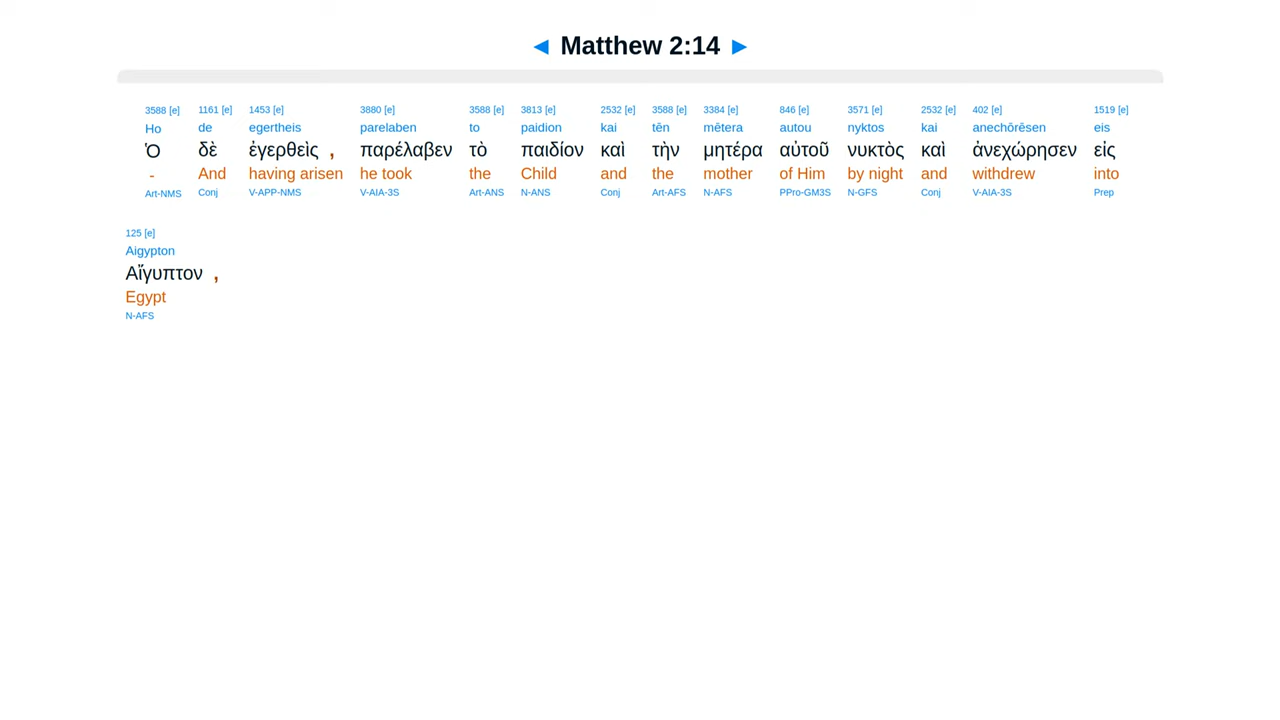 ◄ Matthew 2:14 ►
3588 [e] 1161 [e] 1453 [e] 3880 [e] 3588 [e] 3813 [e] 2532 [e] 3588 [e] 3384 [e] 846 [e] 3571 [e] 2532 [e] 402 [e] 1519 [e]
Ho de egertheis parelaben to paidion kai tēn mētera autou nyktos kai anechōrēsen eis
Ὁ δὲ ἐγερθεὶς , παρέλαβεν τὸ παιδίον καὶ τὴν μητέρα αὐτοῦ νυκτὸς καὶ ἀνεχώρησεν εἰς
- And having arisen he took the Child and the mother of Him by night and withdrew into
Art-NMS Conj V-APP-NMS V-AIA-3S Art-ANS N-ANS Conj Art-AFS N-AFS PPro-GM3S N-GFS Conj V-AIA-3S Prep
125 [e]
Aigypton
Αἴγυπτον ,
Egypt
N-AFS